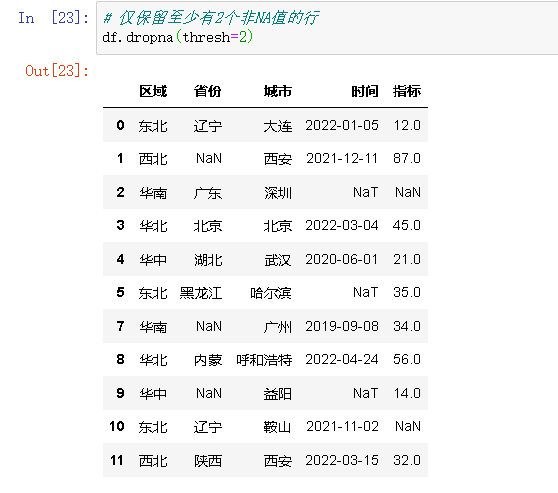 In [23]: # 仅保留至少有2个非NA值的行
df.dropna(thresh=2)
Out[23]:
区域 省份 城市 时间 指标
0 东北 辽宁 大连 2022-01-05 12.0
1 西北 NaN 西安 2021-12-11 87.0
2 华南 广东 深圳 NaT NaN
3 华北 北京 北京 2022-03-04 45.0
4 华中 湖北 武汉 2020-06-01 21.0
5 东北 黑龙江 哈尔滨 NaT 35.0
7 华南 NaN 广州 2019-09-08 34.0
8 华北 内蒙 呼和浩特 2022-04-24 56.0
9 华中 NaN 益阳 NaT 14.0
10 东北 辽宁 鞍山 2021-11-02 NaN
11 西北 陕西 西安 2022-03-15 32.0